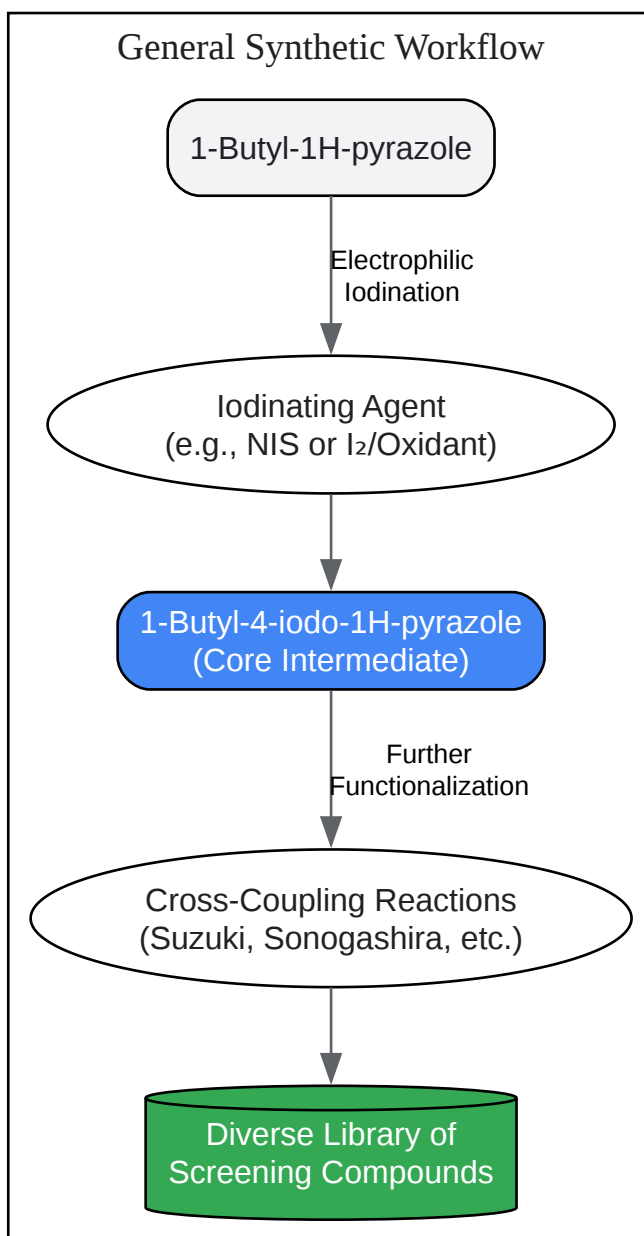 General Synthetic Workflow
1-Butyl-1H-pyrazole
Electrophilic
Iodination
Iodinating Agent
(e.g., NIS or I₂/Oxidant)
1-Butyl-4-iodo-1H-pyrazole
(Core Intermediate)
Further
Functionalization
Cross-Coupling Reactions
(Suzuki, Sonogashira, etc.)
Diverse Library of
Screening Compounds